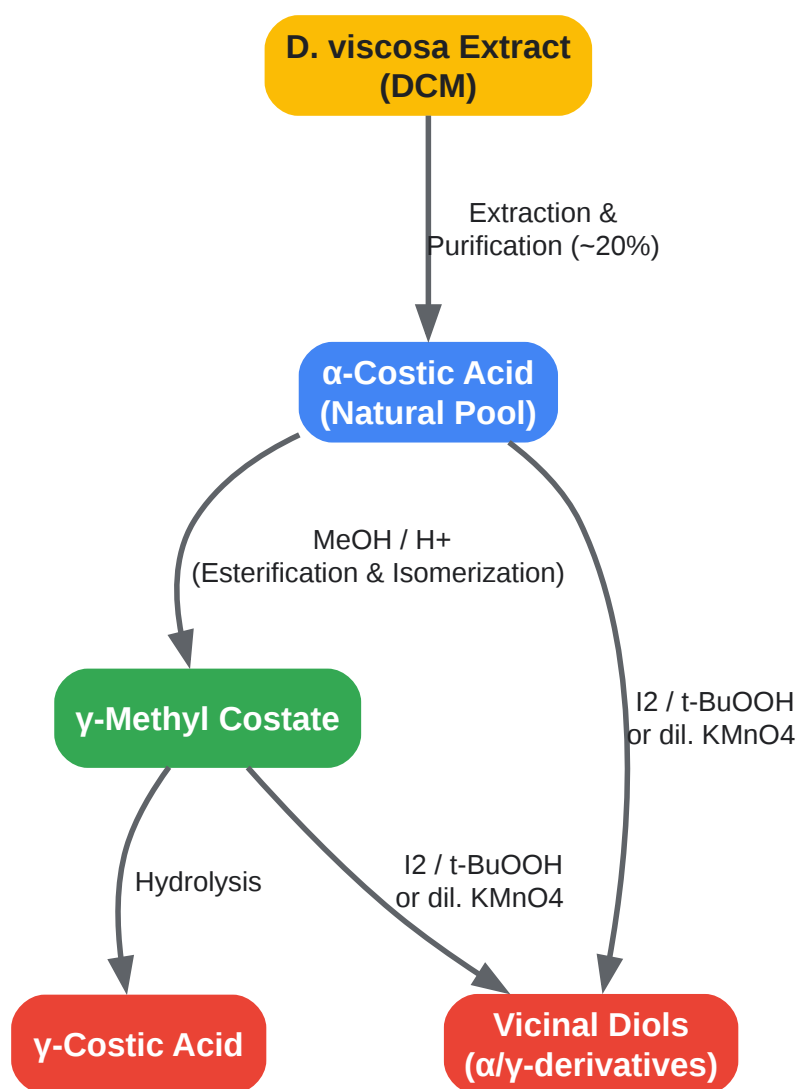 D. viscosa Extract
(DCM)
Extraction &
Purification (~20%)
α-Costic Acid
(Natural Pool)
MeOH / H+
(Esterification & Isomerization)
γ-Methyl Costate
I2 / t-BuOOH
or dil. KMnO4
Hydrolysis
I2 / t-BuOOH
or dil. KMnO4
γ-Costic Acid
Vicinal Diols
(α/γ-derivatives)